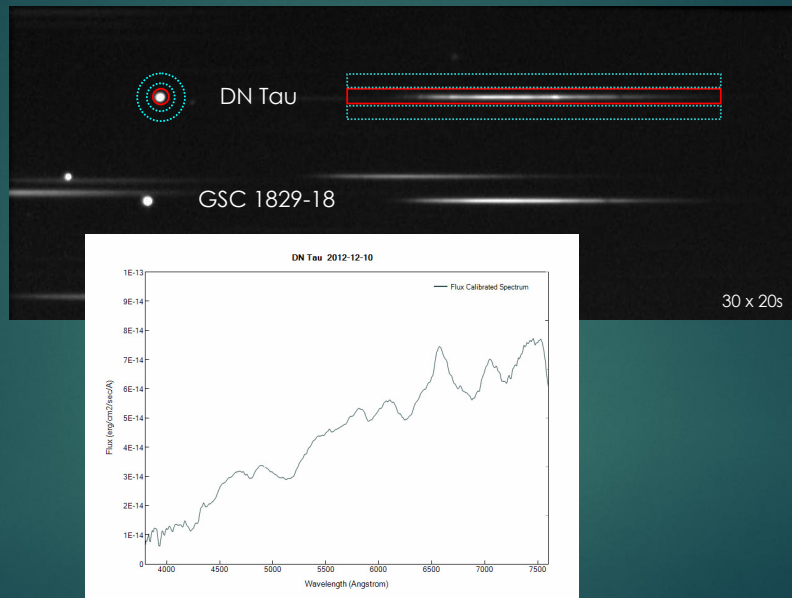 DN Tau
GSC 1829-18
30 x 20s
DN Tau 2012-12-10
Flux Calibrated Spectrum
1E-13
9E-14
8E-14
7E-14
6E-14
5E-14
4E-14
3E-14
2E-14
1E-14
0
Flux (erg/cm2/sec/A)
4000 4500 5000 5500 6000 6500 7000 7500
Wavelength (Angstrom)